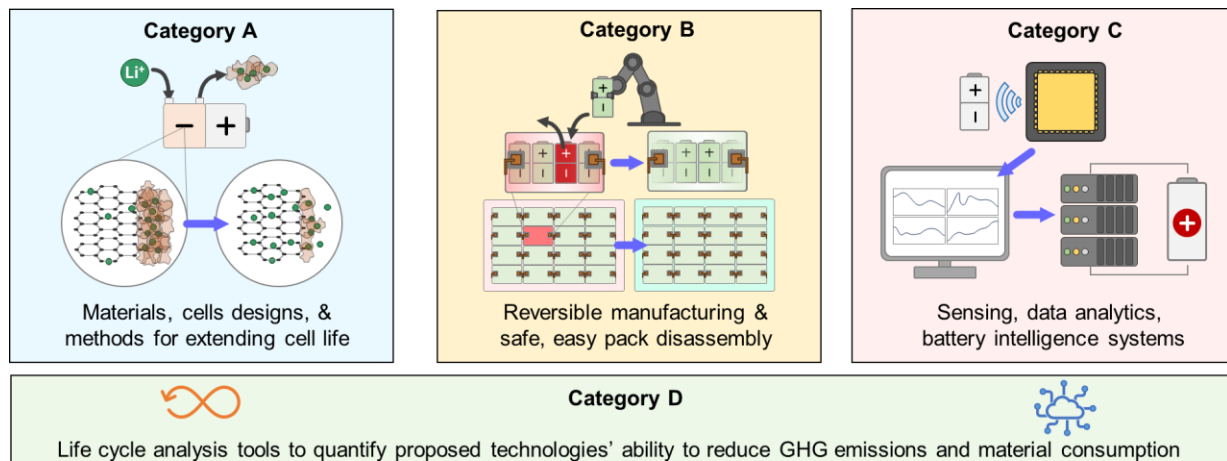 Category A
Li+
− +
Materials, cells designs, &
methods for extending cell life
Category B
Reversible manufacturing &
safe, easy pack disassembly
Category C
Sensing, data analytics,
battery intelligence systems
Category D
Life cycle analysis tools to quantify proposed technologies’ ability to reduce GHG emissions and material consumption